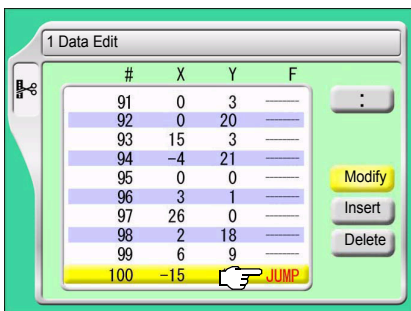 1 Data Edit
# X Y F
91 0 3 --------
92 0 20 --------
93 15 3 --------
94 -4 21 --------
95 0 0 --------
96 3 1 --------
97 26 0 --------
98 2 18 --------
99 6 9 --------
100 -15 JUMP
:
Modify
Insert
Delete